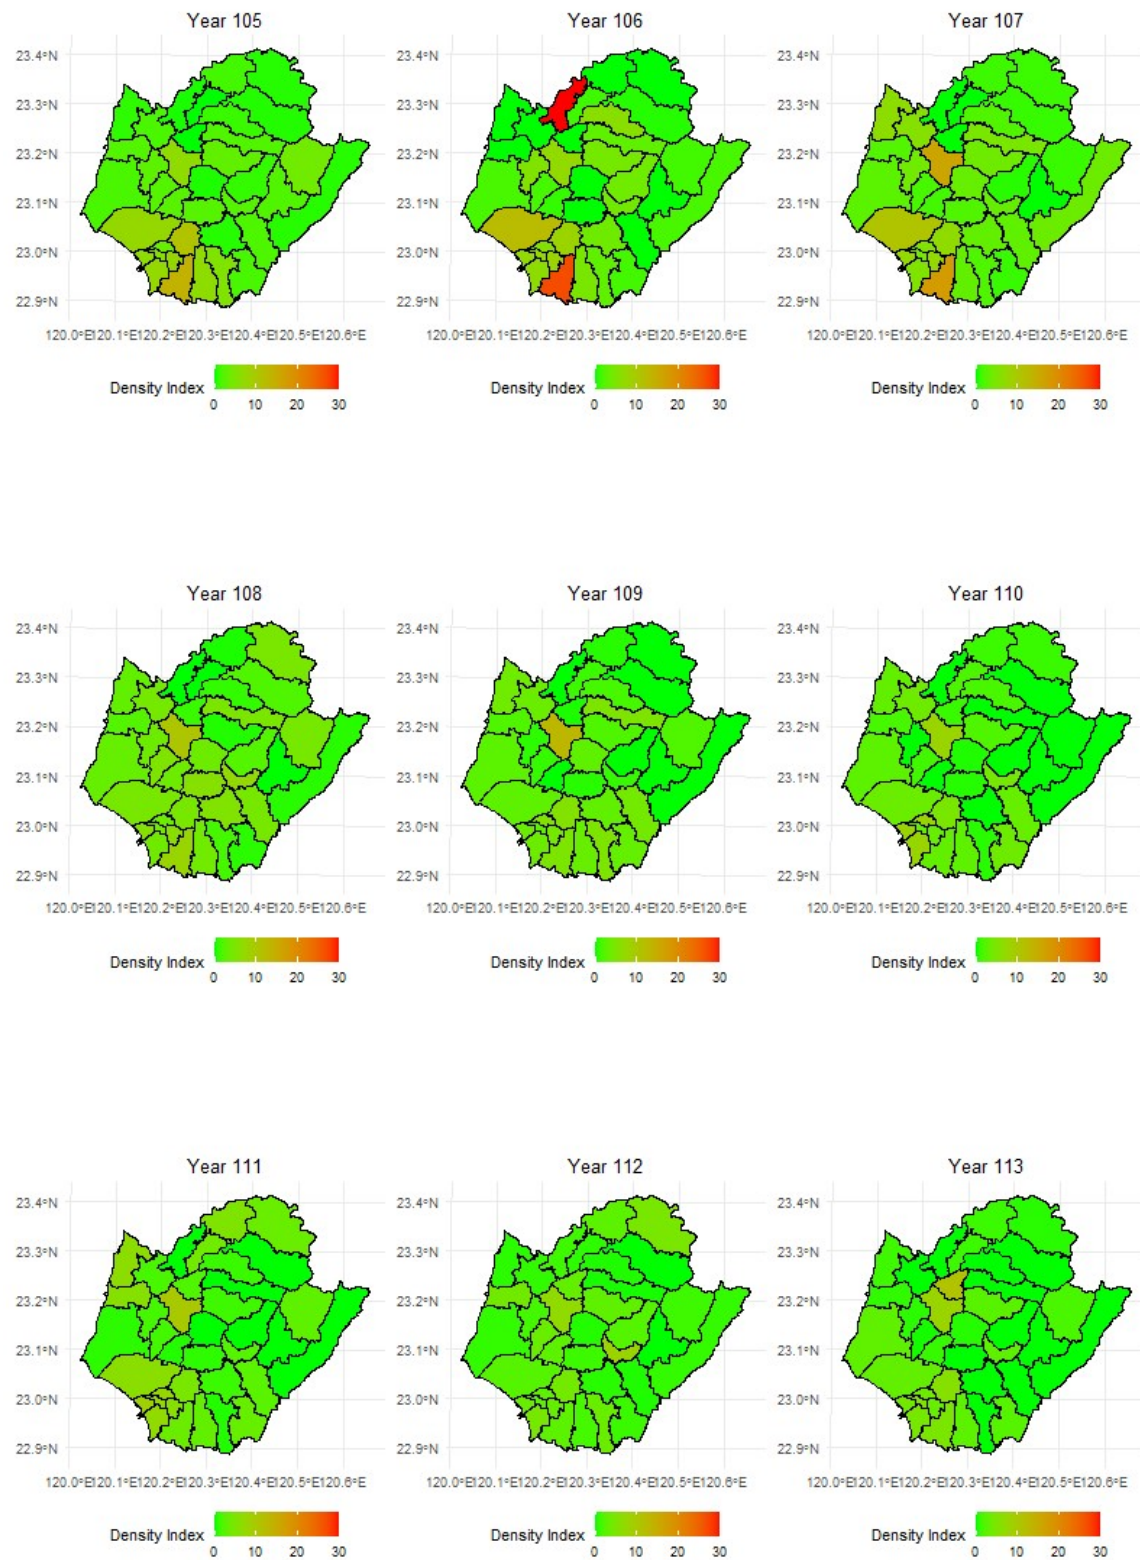 Year 105 Year 106 Year 107
23.4°N 23.4°N 23.4°N
23.3°N 23.3°N 23.3°N
23.2°N 23.2°N 23.2°N
23.1°N 23.1°N 23.1°N
23.0°N 23.0°N 23.0°N
22.9°N 22.9°N 22.9°N
120.0°E120.1°E120.2°E120.3°E120.4°E120.5°E120.6°E 120.0°E120.1°E120.2°E120.3°E120.4°E120.5°E120.6°E 120.0°E120.1°E120.2°E120.3°E120.4°E120.5°E120.6°E
Density Index Density Index Density Index
0 10 20 30 0 10 20 30 0 10 20 30
Year 108 Year 109 Year 110
23.4°N 23.4°N 23.4°N
23.3°N 23.3°N 23.3°N
23.2°N 23.2°N 23.2°N
23.1°N 23.1°N 23.1°N
23.0°N 23.0°N 23.0°N
22.9°N 22.9°N 22.9°N
120.0°E120.1°E120.2°E120.3°E120.4°E120.5°E120.6°E 120.0°E120.1°E120.2°E120.3°E120.4°E120.5°E120.6°E 120.0°E120.1°E120.2°E120.3°E120.4°E120.5°E120.6°E
Density Index Density Index Density Index
0 10 20 30 0 10 20 30 0 10 20 30
Year 111 Year 112 Year 113
23.4°N 23.4°N 23.4°N
23.3°N 23.3°N 23.3°N
23.2°N 23.2°N 23.2°N
23.1°N 23.1°N 23.1°N
23.0°N 23.0°N 23.0°N
22.9°N 22.9°N 22.9°N
120.0°E120.1°E120.2°E120.3°E120.4°E120.5°E120.6°E 120.0°E120.1°E120.2°E120.3°E120.4°E120.5°E120.6°E 120.0°E120.1°E120.2°E120.3°E120.4°E120.5°E120.6°E
Density Index Density Index Density Index
0 10 20 30 0 10 20 30 0 10 20 30